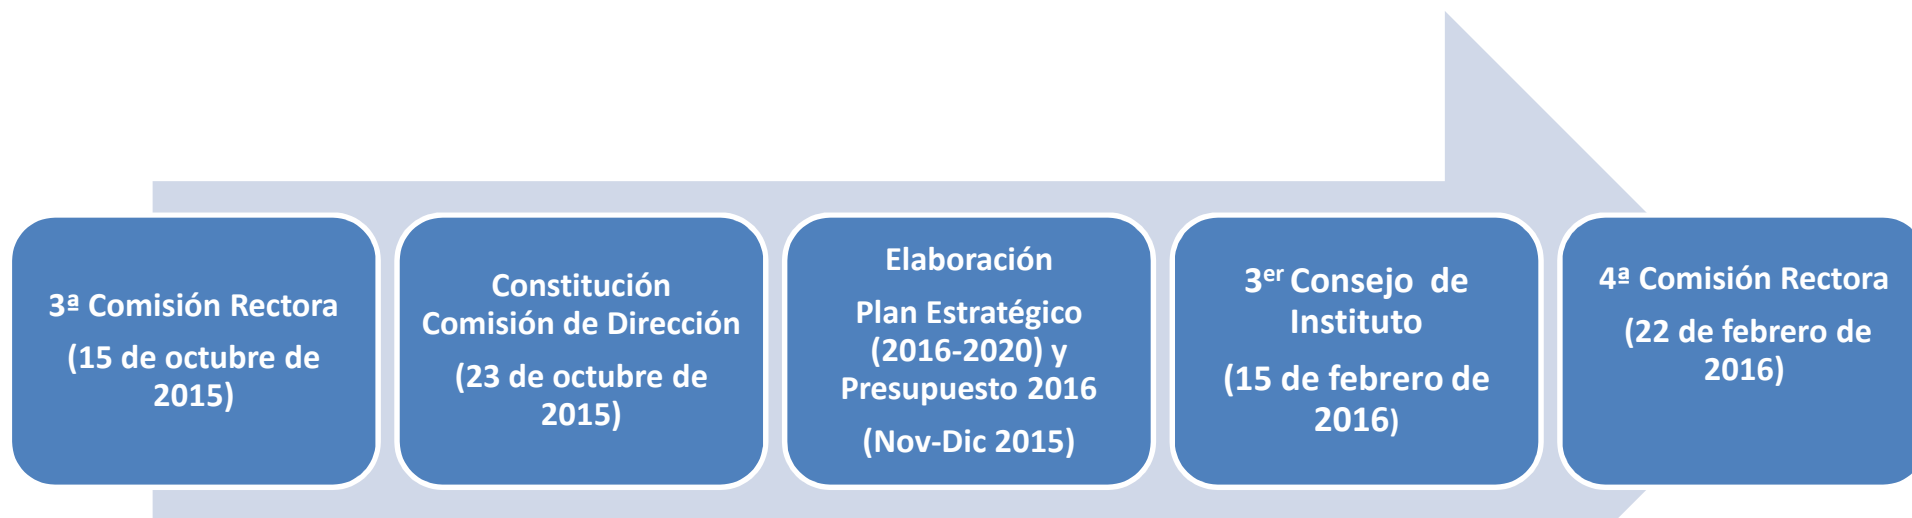 3ª Comisión Rectora
(15 de octubre de
2015)
Constitución
Comisión de Dirección
(23 de octubre de
2015)
Elaboración
Plan Estratégico
(2016-2020) y
Presupuesto 2016
(Nov-Dic 2015)
3er Consejo de
Instituto
(15 de febrero de
2016)
4ª Comisión Rectora
(22 de febrero de
2016)